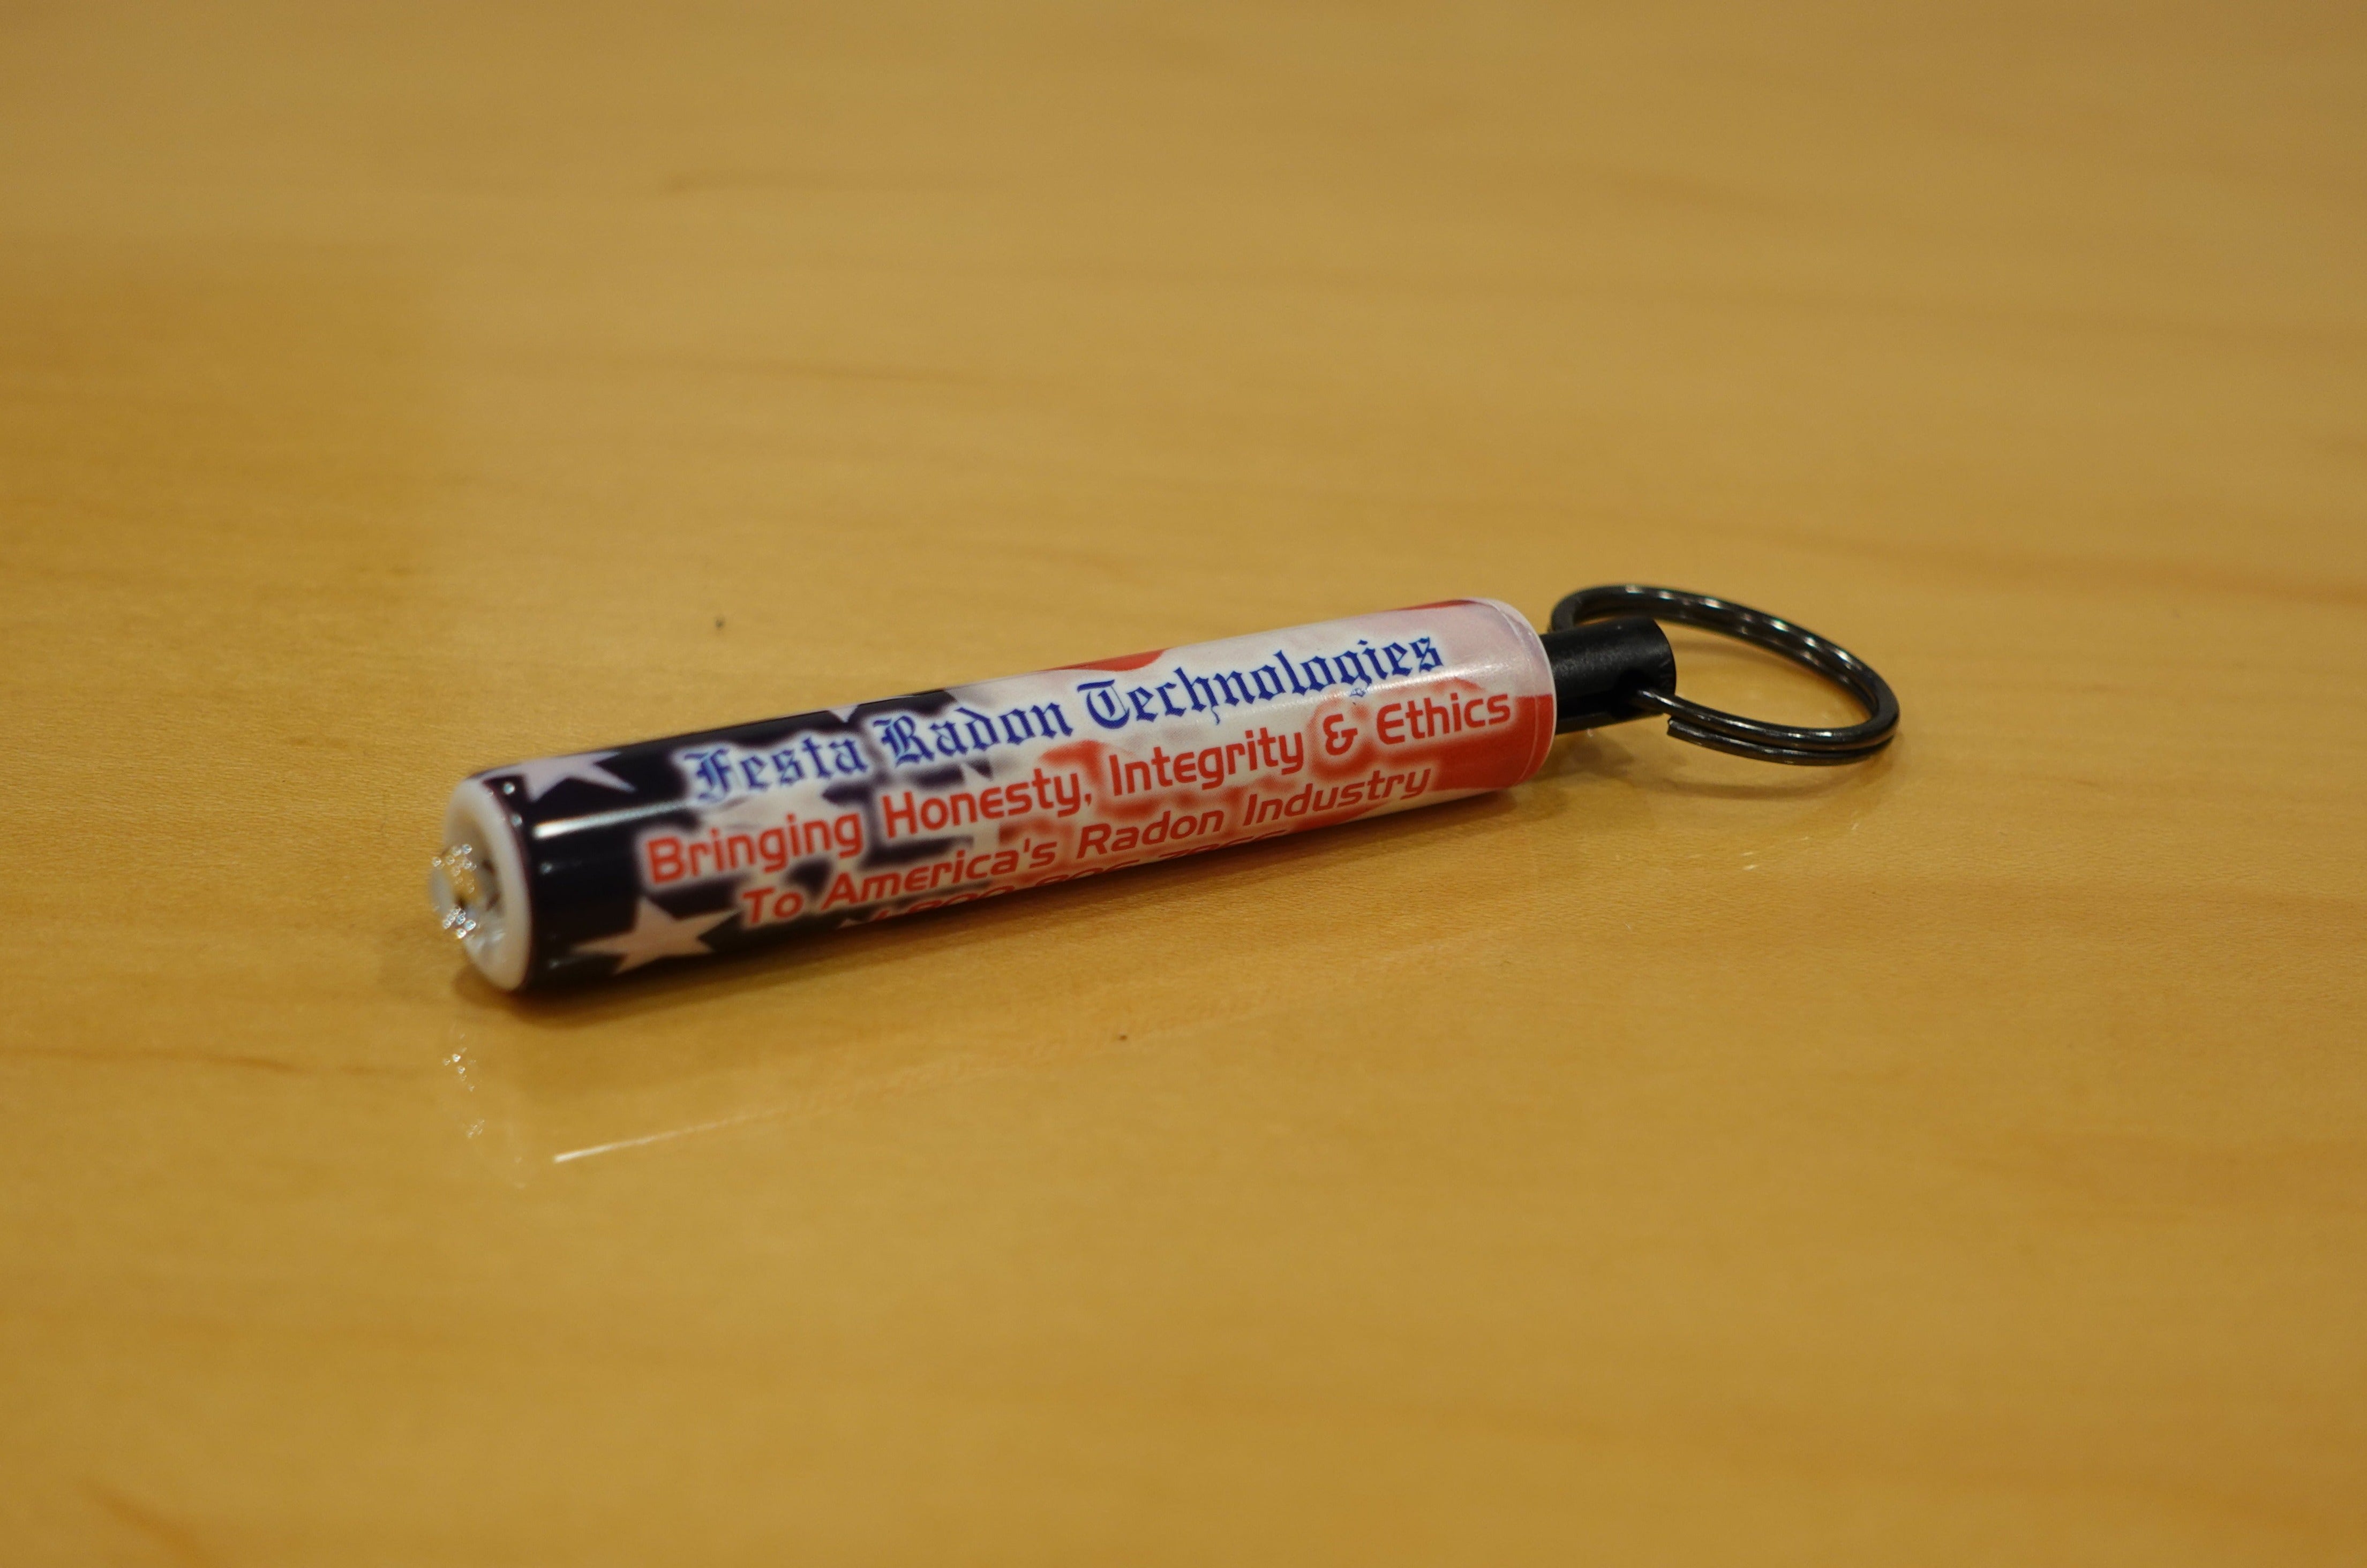 Festa Radon Technologies
Bringing Honesty, Integrity & Ethics
To America's Radon Industry